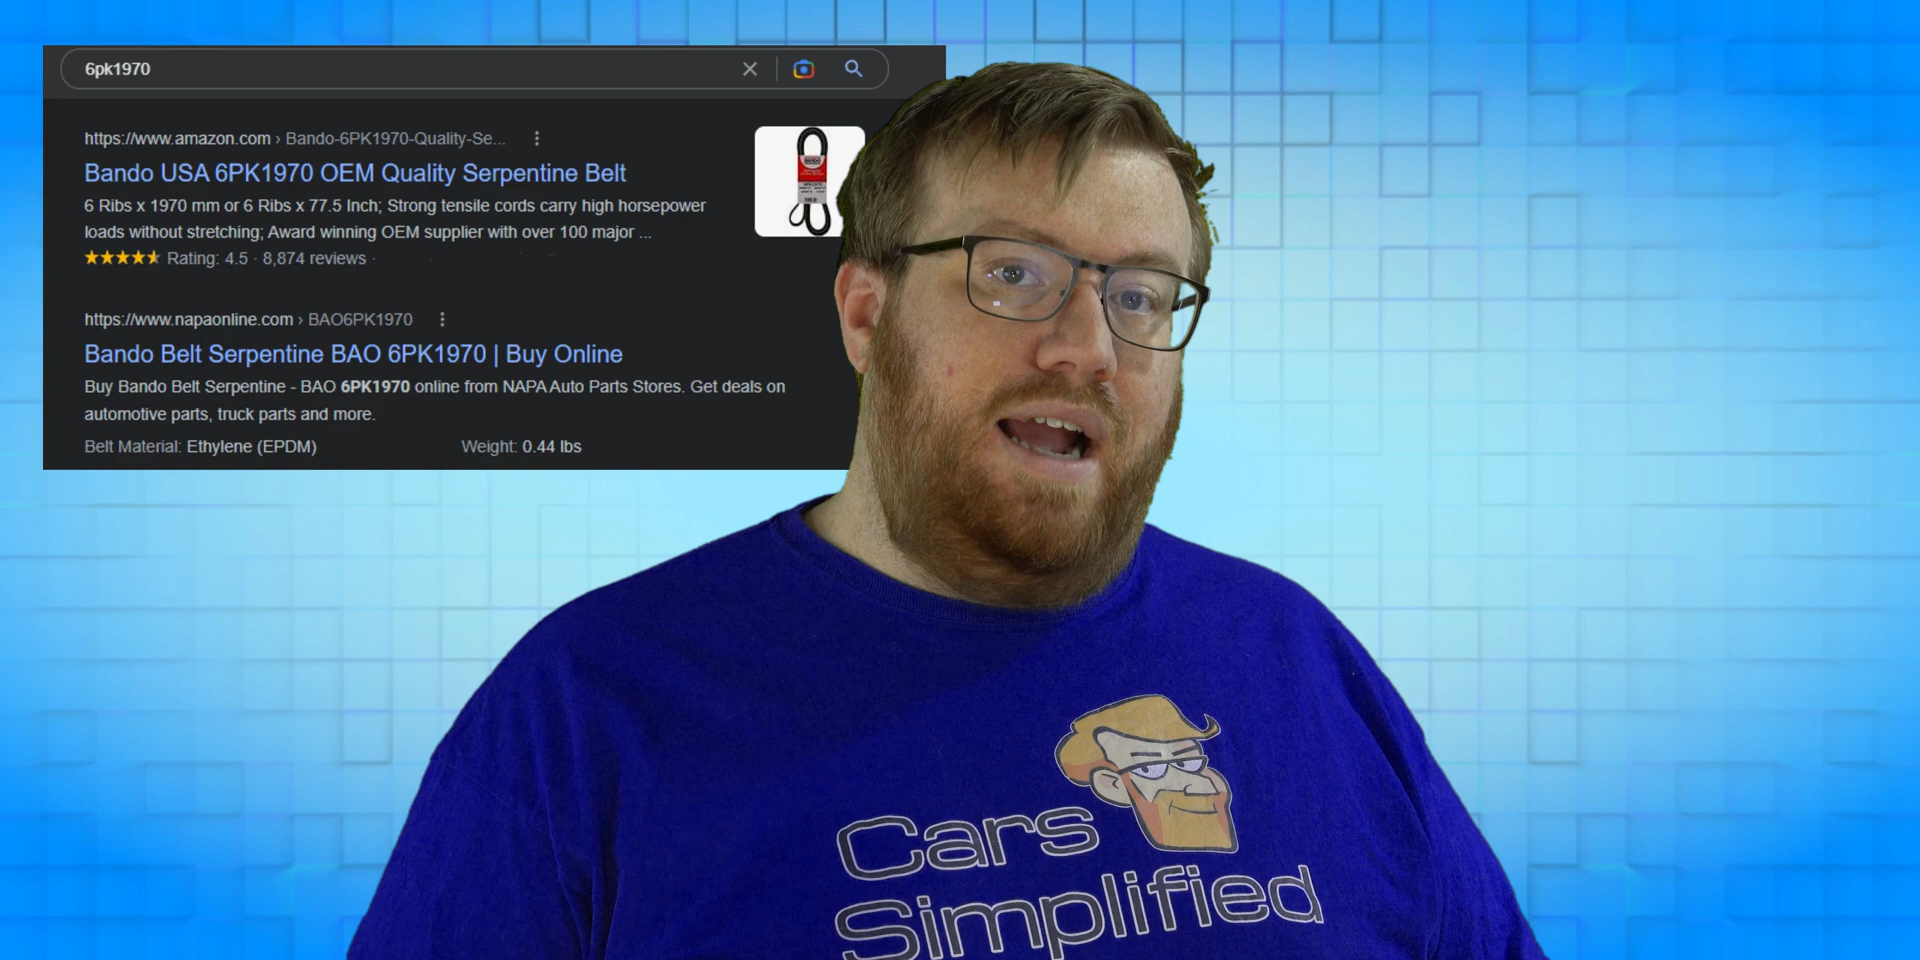 6pk1970
https://www.amazon.com › Bando-6PK1970-Quality-Se...
Bando USA 6PK1970 OEM Quality Serpentine Belt
6 Ribs x 1970 mm or 6 Ribs x 77.5 Inch; Strong tensile cords carry high horsepower
loads without stretching; Award winning OEM supplier with over 100 major ...
Rating: 4.5 · 8,874 reviews ·
https://www.napaonline.com › BAO6PK1970
Bando Belt Serpentine BAO 6PK1970 | Buy Online
Buy Bando Belt Serpentine - BAO 6PK1970 online from NAPA Auto Parts Stores. Get deals on
automotive parts, truck parts and more.
Belt Material: Ethylene (EPDM) Weight: 0.44 lbs
Cars
Simplified